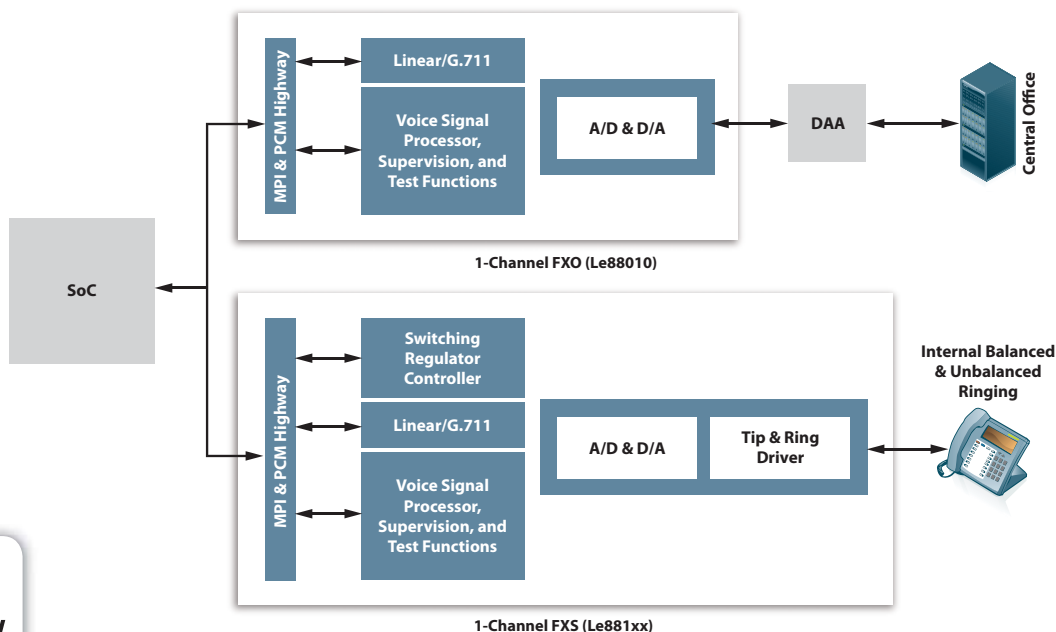 MPI & PCM Highway
Linear/G.711
Voice Signal
Processor,
Supervision, and
Test Functions
A/D & D/A
DAA
Central Office
1-Channel FXO (Le88010)
SoC
MPI & PCM Highway
Switching
Regulator
Controller
Linear/G.711
Voice Signal
Processor,
Supervision, and
Test Functions
A/D & D/A
Tip & Ring
Driver
Internal Balanced
& Unbalanced
Ringing
1-Channel FXS (Le881xx)